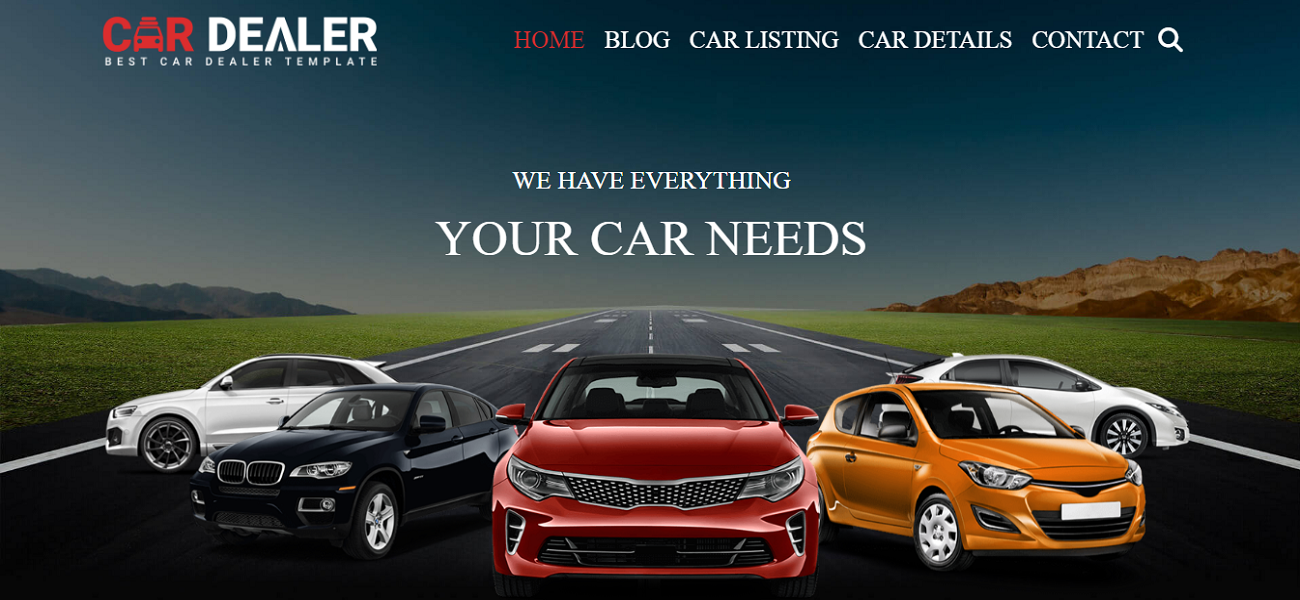 CAR DEALER
BEST CAR DEALER TEMPLATE
HOME BLOG CAR LISTING CAR DETAILS CONTACT
WE HAVE EVERYTHING
YOUR CAR NEEDS